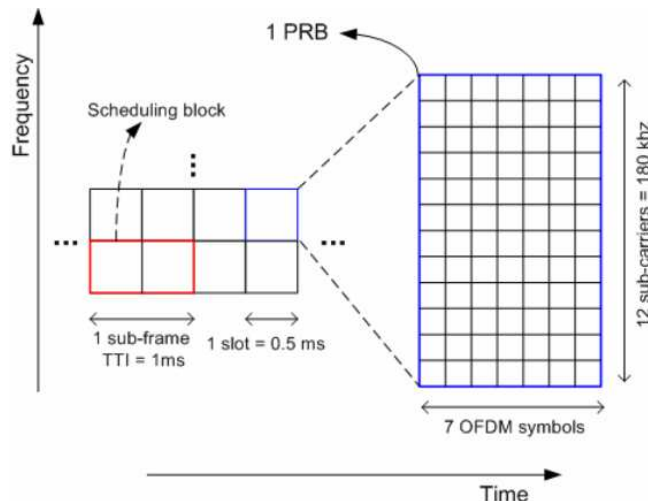 1 PRB
Frequency
Scheduling block
...
...
...
1 sub-frame
TTI = 1ms
1 slot = 0.5 ms
12 sub-carriers = 180 khz
7 OFDM symbols
Time